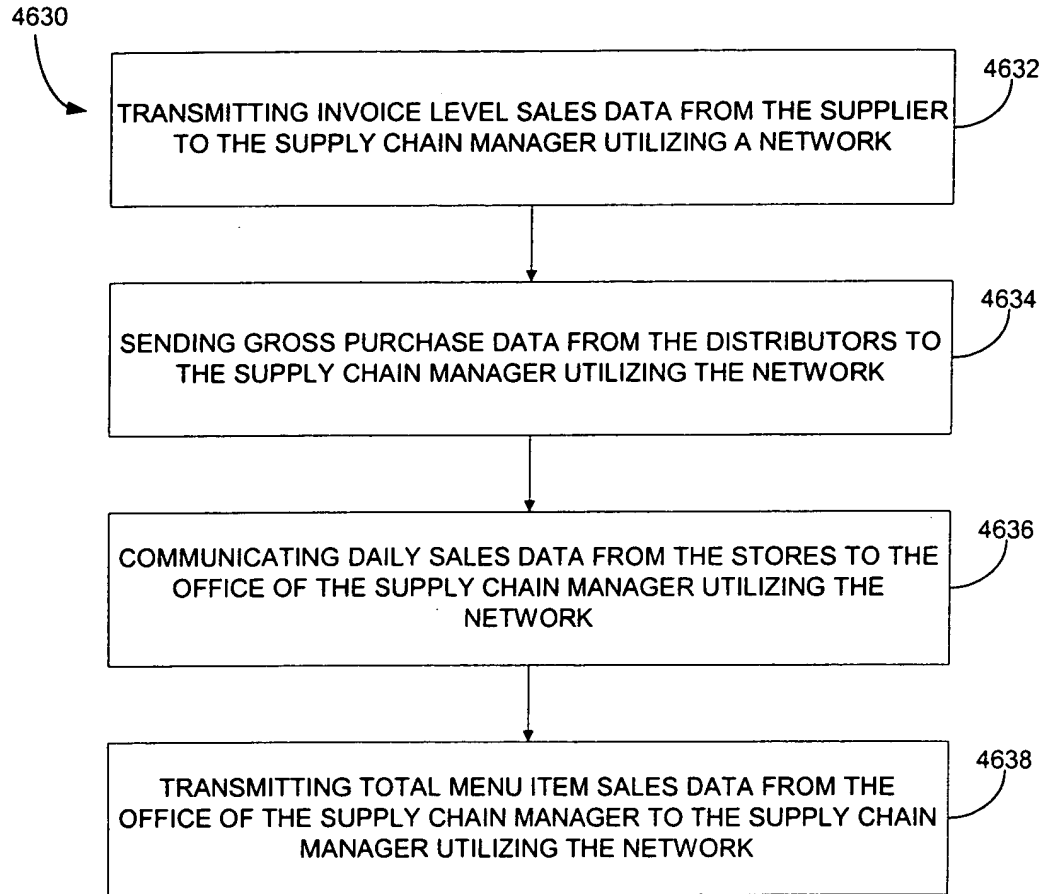 4630
4632
TRANSMITTING INVOICE LEVEL SALES DATA FROM THE SUPPLIER
TO THE SUPPLY CHAIN MANAGER UTILIZING A NETWORK
4634
SENDING GROSS PURCHASE DATA FROM THE DISTRIBUTORS TO
THE SUPPLY CHAIN MANAGER UTILIZING THE NETWORK
4636
COMMUNICATING DAILY SALES DATA FROM THE STORES TO THE
OFFICE OF THE SUPPLY CHAIN MANAGER UTILIZING THE
NETWORK
4638
TRANSMITTING TOTAL MENU ITEM SALES DATA FROM THE
OFFICE OF THE SUPPLY CHAIN MANAGER TO THE SUPPLY CHAIN
MANAGER UTILIZING THE NETWORK